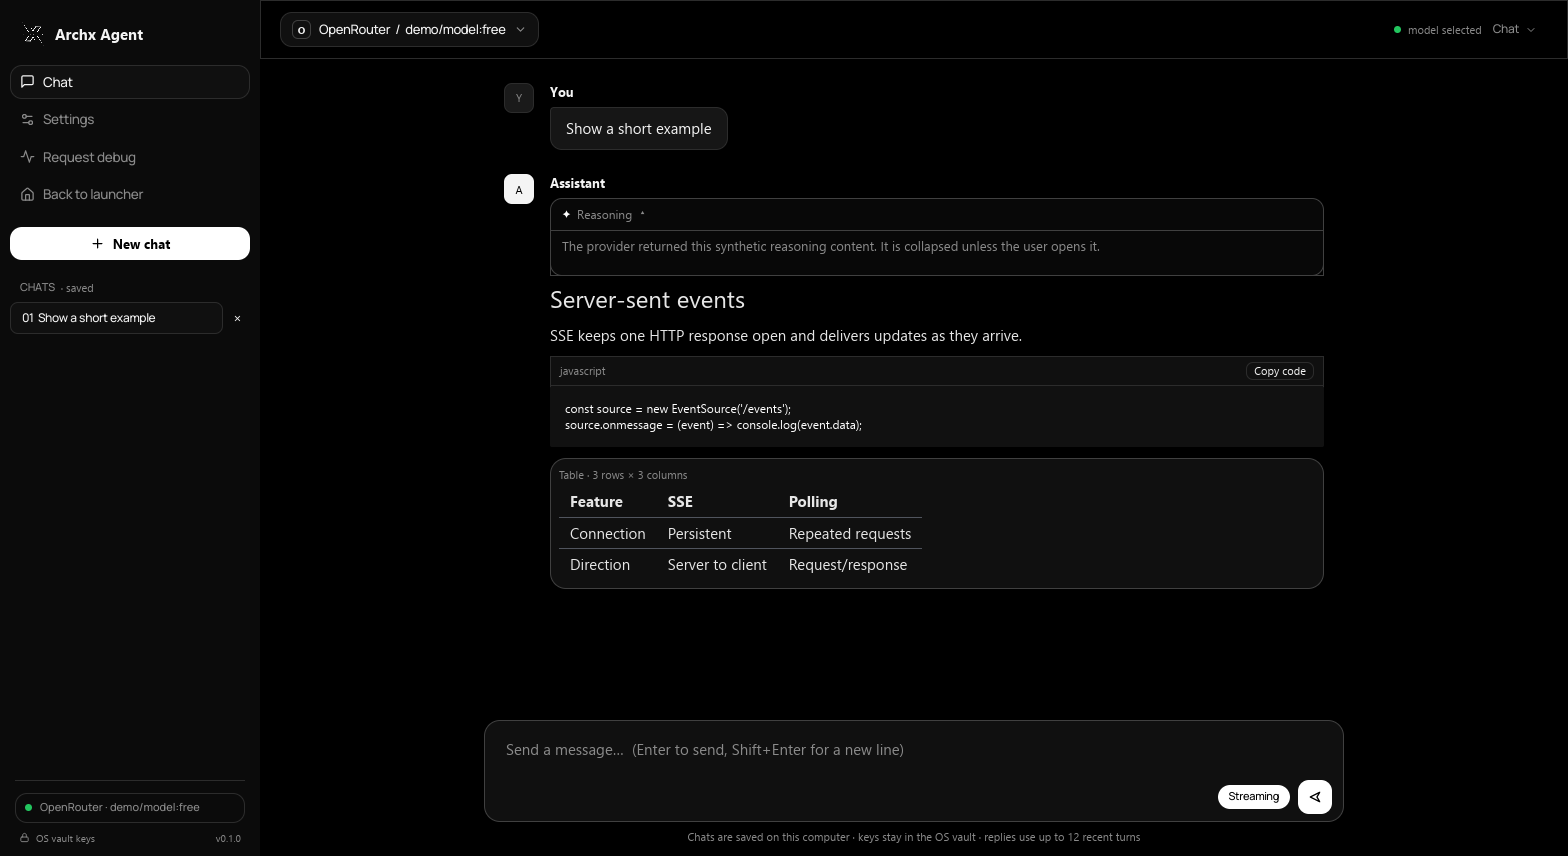 Archx Agent
Chat
Settings
Request debug
Back to launcher
+ New chat
CHATS · saved
01 Show a short example
×
OpenRouter · demo/model:free
OS vault keys
v0.1.0
O OpenRouter / demo/model:free
model selected
Chat
Y
You
Show a short example
A
Assistant
Reasoning
The provider returned this synthetic reasoning content. It is collapsed unless the user opens it.
Server-sent events
SSE keeps one HTTP response open and delivers updates as they arrive.
javascript
Copy code
const source = new EventSource('/events');
source.onmessage = (event) => console.log(event.data);
Table · 3 rows × 3 columns
Feature SSE Polling
Connection Persistent Repeated requests
Direction Server to client Request/response
Send a message... (Enter to send, Shift+Enter for a new line)
Streaming
Chats are saved on this computer · keys stay in the OS vault · replies use up to 12 recent turns